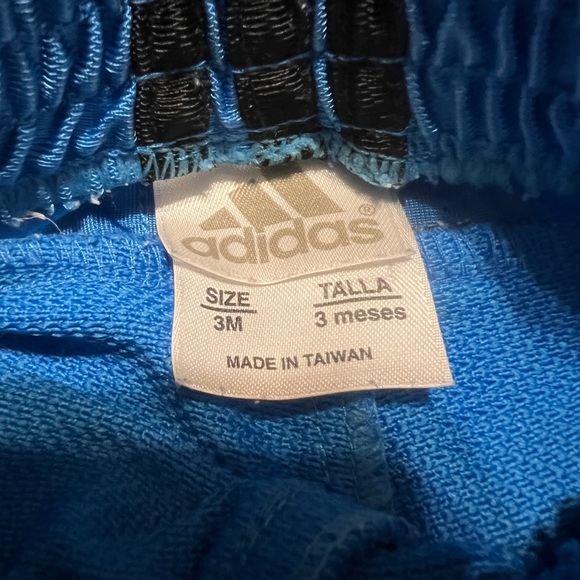 adidas®
SIZE TALLA
3M 3 meses
MADE IN TAIWAN